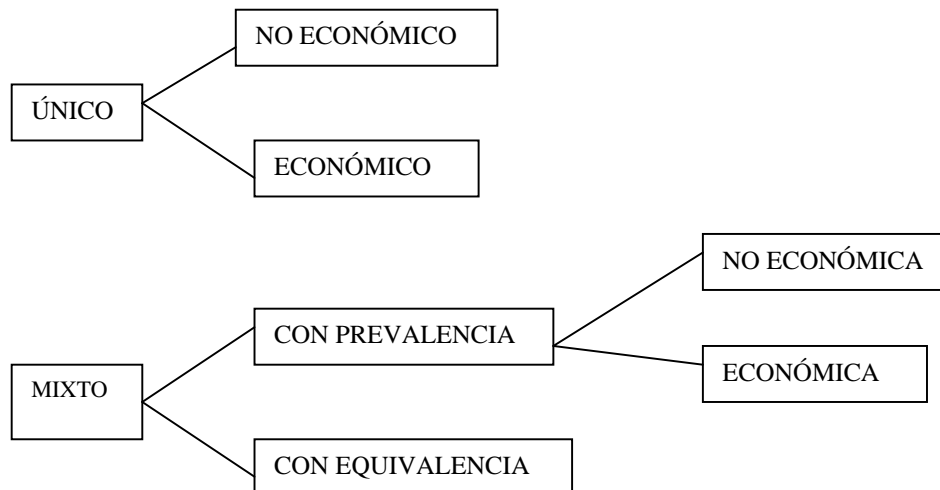 NO ECONÓMICO
ÚNICO
ECONÓMICO
NO ECONÓMICA
CON PREVALENCIA
ECONÓMICA
MIXTO
CON EQUIVALENCIA